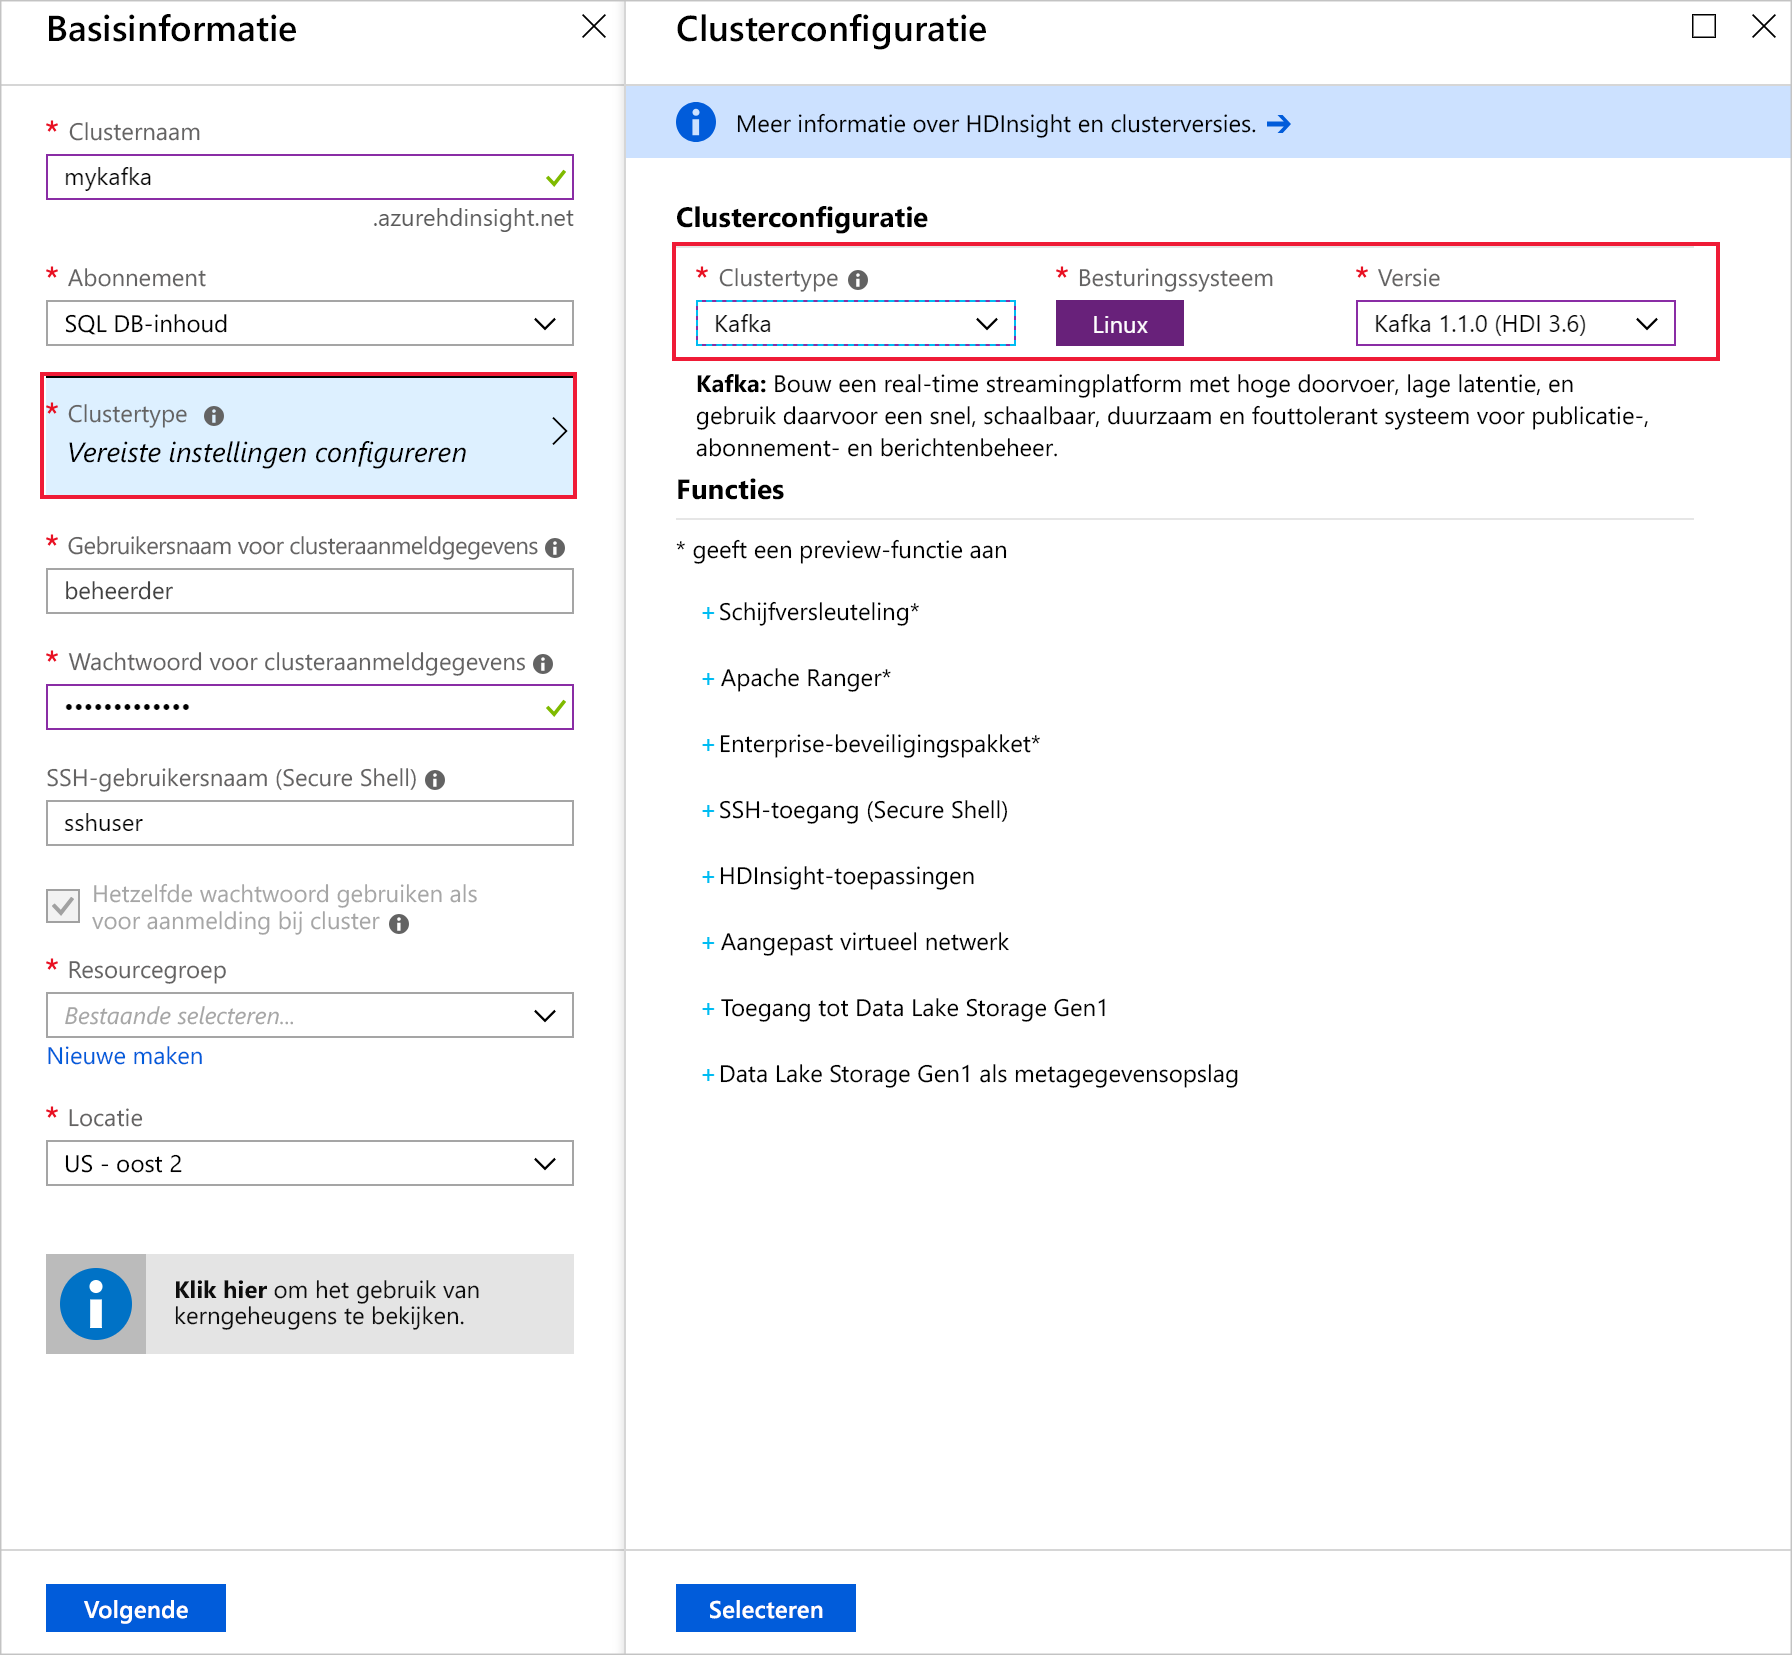 Basisinformatie
* Clusternaam
mykafka
.azurehdinsight.net
* Abonnement
SQL DB-inhoud
* Clustertype
Vereiste instellingen configureren
* Gebruikersnaam voor clusteraanmeldgegevens
beheerder
* Wachtwoord voor clusteraanmeldgegevens
•••••••••••••
SSH-gebruikersnaam (Secure Shell)
sshuser
Hetzelfde wachtwoord gebruiken als
voor aanmelding bij cluster
* Resourcegroep
Bestaande selecteren...
Nieuwe maken
* Locatie
US - oost 2
Klik hier om het gebruik van
kerngeheugens te bekijken.
Volgende
Clusterconfiguratie
Meer informatie over HDInsight en clusterversies. →
Clusterconfiguratie
* Clustertype * Besturingssysteem * Versie
Kafka Linux Kafka 1.1.0 (HDI 3.6)
Kafka: Bouw een real-time streamingplatform met hoge doorvoer, lage latentie, en
gebruik daarvoor een snel, schaalbaar, duurzaam en fouttolerant systeem voor publicatie-,
abonnement- en berichtenbeheer.
Functies
* geeft een preview-functie aan
+ Schijfversleuteling*
+ Apache Ranger*
+ Enterprise-beveiligingspakket*
+ SSH-toegang (Secure Shell)
+ HDInsight-toepassingen
+ Aangepast virtueel netwerk
+ Toegang tot Data Lake Storage Gen1
+ Data Lake Storage Gen1 als metagegevensopslag
Selecteren